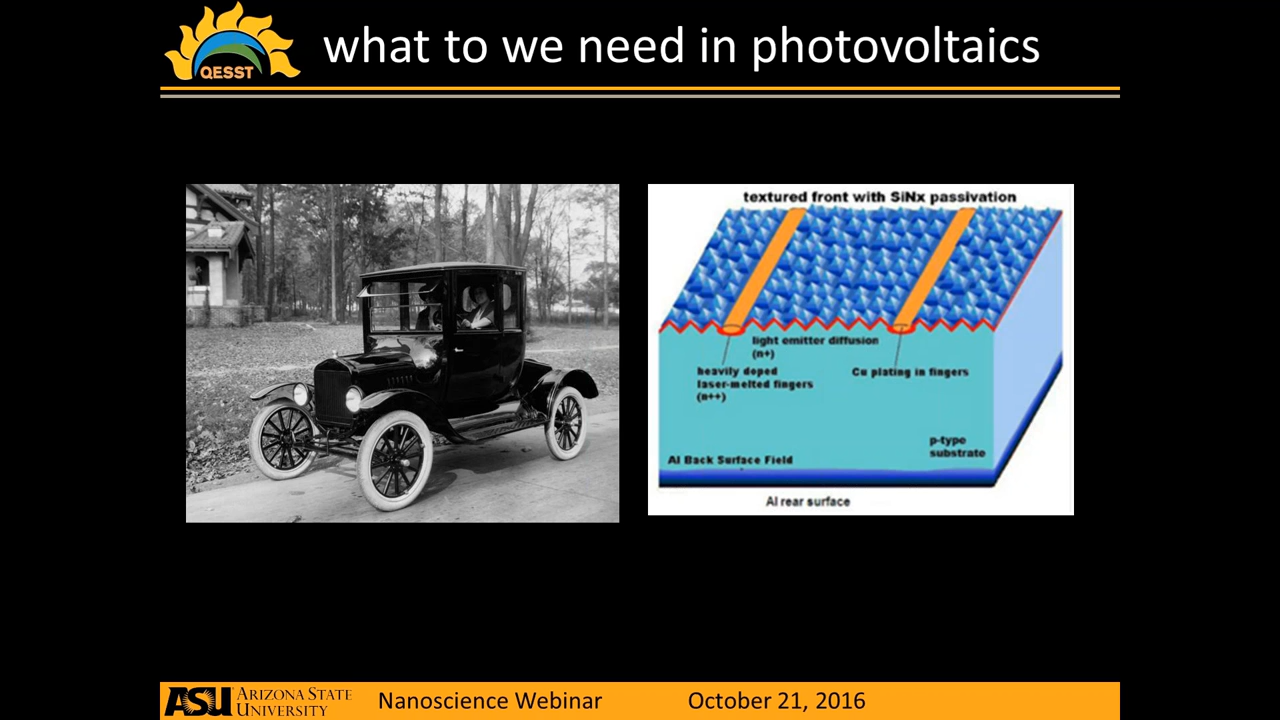 QESST
what to we need in photovoltaics
textured front with SiNx passivation
light emitter diffusion
(n+)
heavily doped
laser-melted fingers
(n++)
Cu plating in fingers
p-type
substrate
Al Back Surface Field
Al rear surface
ASU ARIZONA STATE
UNIVERSITY
Nanoscience Webinar
October 21, 2016